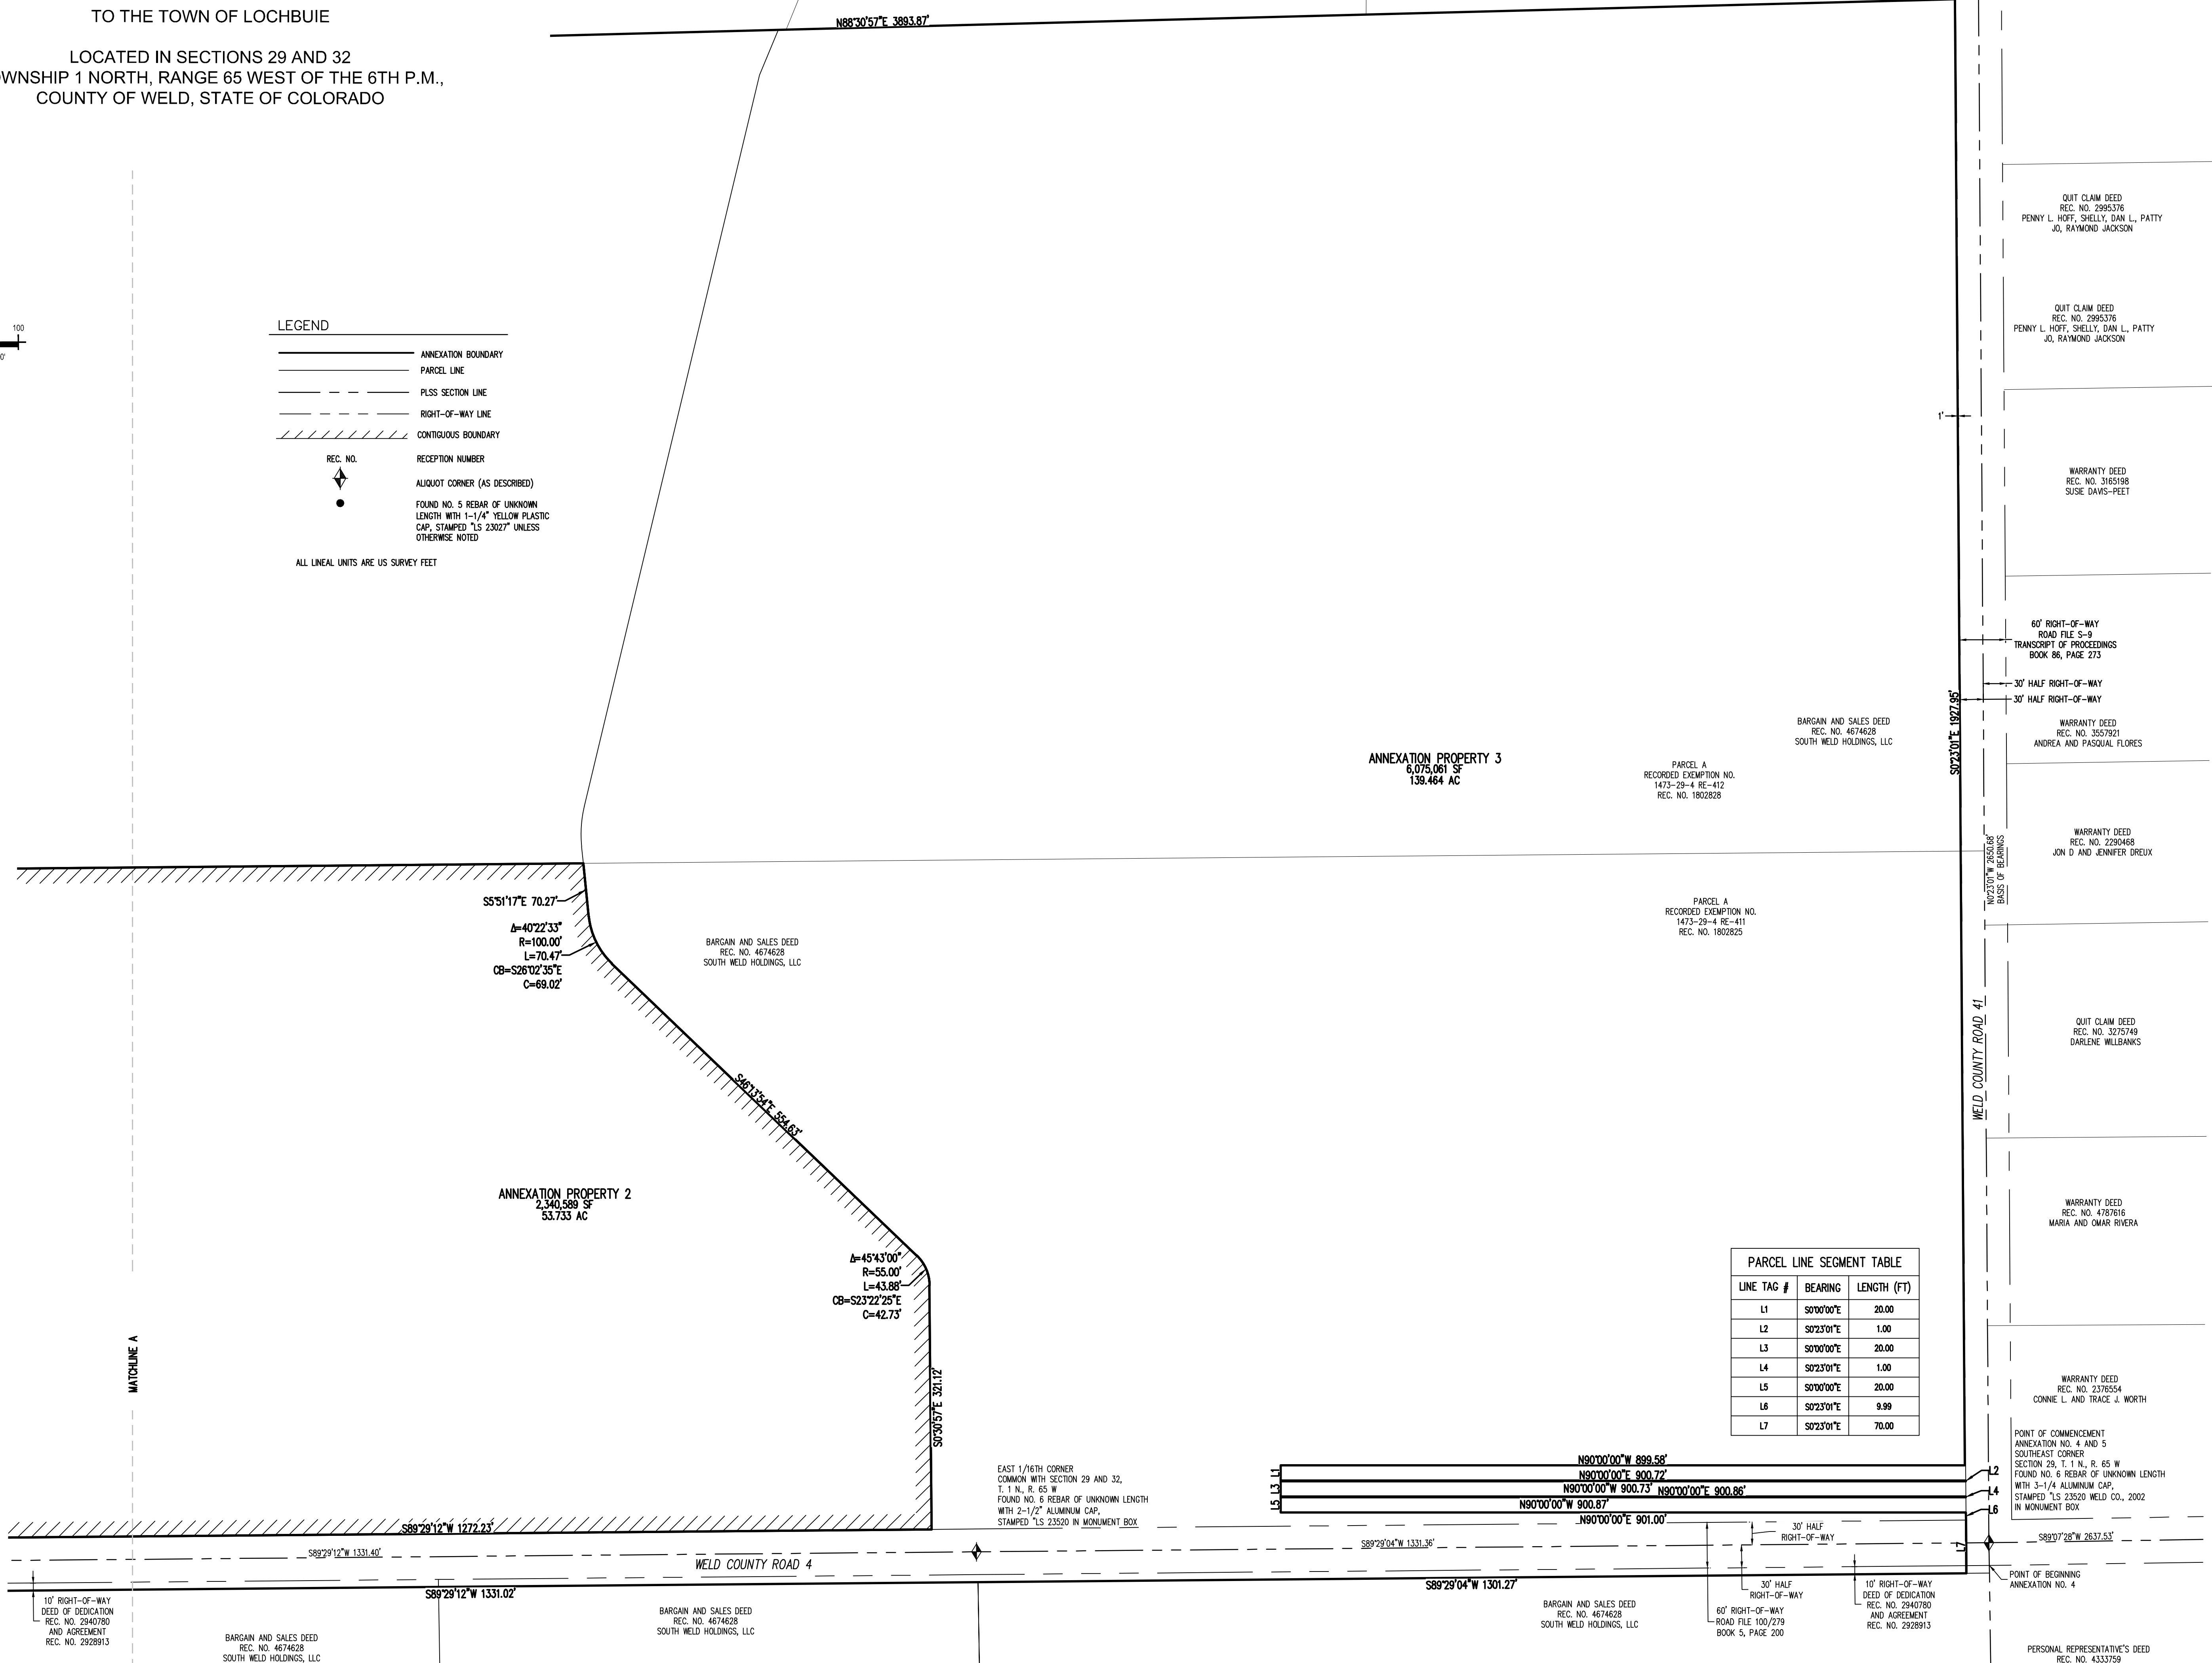 TO THE TOWN OF LOCHBUIE
LOCATED IN SECTIONS 29 AND 32
OWNSHIP 1 NORTH, RANGE 65 WEST OF THE 6TH P.M.,
COUNTY OF WELD, STATE OF COLORADO
N88°30'57"E 3893.87'
100
0'
LEGEND
ANNEXATION BOUNDARY
PARCEL LINE
PLSS SECTION LINE
RIGHT-OF-WAY LINE
CONTIGUOUS BOUNDARY
REC. NO.
RECEPTION NUMBER
ALIQUOT CORNER (AS DESCRIBED)
FOUND NO. 5 REBAR OF UNKNOWN
LENGTH WITH 1-1/4" YELLOW PLASTIC
CAP, STAMPED "LS 23027" UNLESS
OTHERWISE NOTED
ALL LINEAL UNITS ARE US SURVEY FEET
QUIT CLAIM DEED
REC. NO. 2995376
PENNY L. HOFF, SHELLY, DAN L., PATTY
JO, RAYMOND JACKSON
QUIT CLAIM DEED
REC. NO. 2995376
PENNY L. HOFF, SHELLY, DAN L., PATTY
JO, RAYMOND JACKSON
1'
WARRANTY DEED
REC. NO. 3165198
SUSIE DAVIS-PEET
60' RIGHT-OF-WAY
ROAD FILE S-9
TRANSCRIPT OF PROCEEDINGS
BOOK 86, PAGE 273
30' HALF RIGHT-OF-WAY
30' HALF RIGHT-OF-WAY
S0°23'01"E 1927.95'
WARRANTY DEED
REC. NO. 3557921
ANDREA AND PASQUAL FLORES
BARGAIN AND SALES DEED
REC. NO. 4674628
SOUTH WELD HOLDINGS, LLC
ANNEXATION PROPERTY 3
6,075,061 SF
139.464 AC
PARCEL A
RECORDED EXEMPTION NO.
1473-29-4 RE-412
REC. NO. 1802828
WARRANTY DEED
REC. NO. 2290468
JON D AND JENNIFER DREUX
N0°23'01"W 2650.68'
BASIS OF BEARINGS
S5°51'17"E 70.27'
Δ=40°22'33"
R=100.00'
L=70.47'
CB=S26°02'35"E
C=69.02'
BARGAIN AND SALES DEED
REC. NO. 4674628
SOUTH WELD HOLDINGS, LLC
PARCEL A
RECORDED EXEMPTION NO.
1473-29-4 RE-411
REC. NO. 1802825
WELD COUNTY ROAD 41
QUIT CLAIM DEED
REC. NO. 3275749
DARLENE WILLBANKS
S46°13'54"E 554.63'
ANNEXATION PROPERTY 2
2,340,589 SF
53.733 AC
WARRANTY DEED
REC. NO. 4787616
MARIA AND OMAR RIVERA
Δ=45°43'00"
R=55.00'
L=43.88'
CB=S23°22'25"E
C=42.73'
PARCEL LINE SEGMENT TABLE
LINE TAG # BEARING LENGTH (FT)
L1 S0°00'00"E 20.00
L2 S0°23'01"E 1.00
L3 S0°00'00"E 20.00
L4 S0°23'01"E 1.00
L5 S0°00'00"E 20.00
L6 S0°23'01"E 9.99
L7 S0°23'01"E 70.00
MATCHLINE A
S0°30'57"E 321.12'
WARRANTY DEED
REC. NO. 2376554
CONNIE L. AND TRACE J. WORTH
POINT OF COMMENCEMENT
ANNEXATION NO. 4 AND 5
SOUTHEAST CORNER
SECTION 29, T. 1 N., R. 65 W
FOUND NO. 6 REBAR OF UNKNOWN LENGTH
WITH 3-1/4 ALUMINUM CAP,
STAMPED "LS 23520 WELD CO., 2002
IN MONUMENT BOX
EAST 1/16TH CORNER
COMMON WITH SECTION 29 AND 32,
T. 1 N., R. 65 W
FOUND NO. 6 REBAR OF UNKNOWN LENGTH
WITH 2-1/2" ALUMINUM CAP,
STAMPED "LS 23520 IN MONUMENT BOX
N90°00'00"W 899.58'
L1
N90°00'00"E 900.72'
L2
L3
N90°00'00"W 900.73' N90°00'00"E 900.86'
L4
L5
N90°00'00"W 900.87'
L6
N90°00'00"E 901.00'
S89°29'12"W 1272.23'
30' HALF
RIGHT-OF-WAY
S89°29'12"W 1331.40'
WELD COUNTY ROAD 4
S89°29'04"W 1331.36'
L7
S89°07'28"W 2637.53'
S89°29'12"W 1331.02'
S89°29'04"W 1301.27'
POINT OF BEGINNING
ANNEXATION NO. 4
10' RIGHT-OF-WAY
DEED OF DEDICATION
REC. NO. 2940780
AND AGREEMENT
REC. NO. 2928913
BARGAIN AND SALES DEED
REC. NO. 4674628
SOUTH WELD HOLDINGS, LLC
BARGAIN AND SALES DEED
REC. NO. 4674628
SOUTH WELD HOLDINGS, LLC
BARGAIN AND SALES DEED
REC. NO. 4674628
SOUTH WELD HOLDINGS, LLC
60' RIGHT-OF-WAY
ROAD FILE 100/279
BOOK 5, PAGE 200
30' HALF
RIGHT-OF-WAY
10' RIGHT-OF-WAY
DEED OF DEDICATION
REC. NO. 2940780
AND AGREEMENT
REC. NO. 2928913
PERSONAL REPRESENTATIVE'S DEED
REC. NO. 4333759